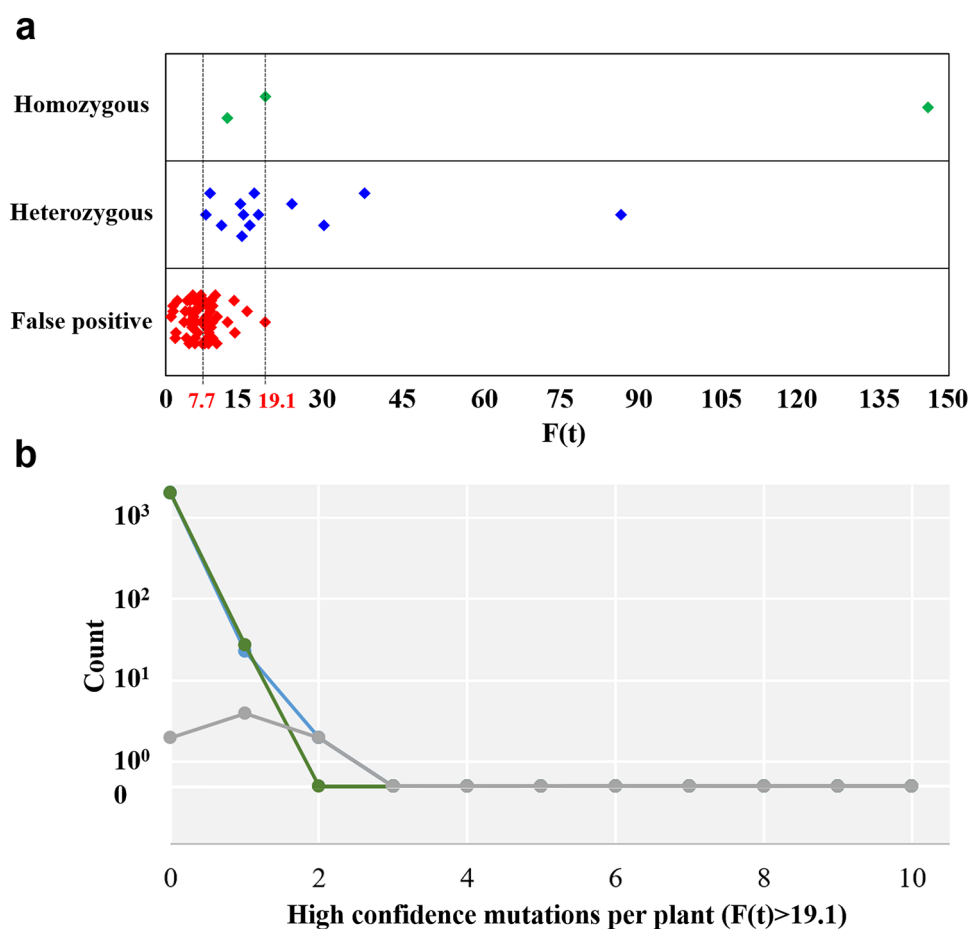 a
Homozygous
Heterozygous
False positive
0 7.7 15 19.1 30 45 60 75 90 105 120 135 150
F(t)
b
10³
10²
10¹
10⁰
0
Count
0 2 4 6 8 10
High confidence mutations per plant (F(t)>19.1)